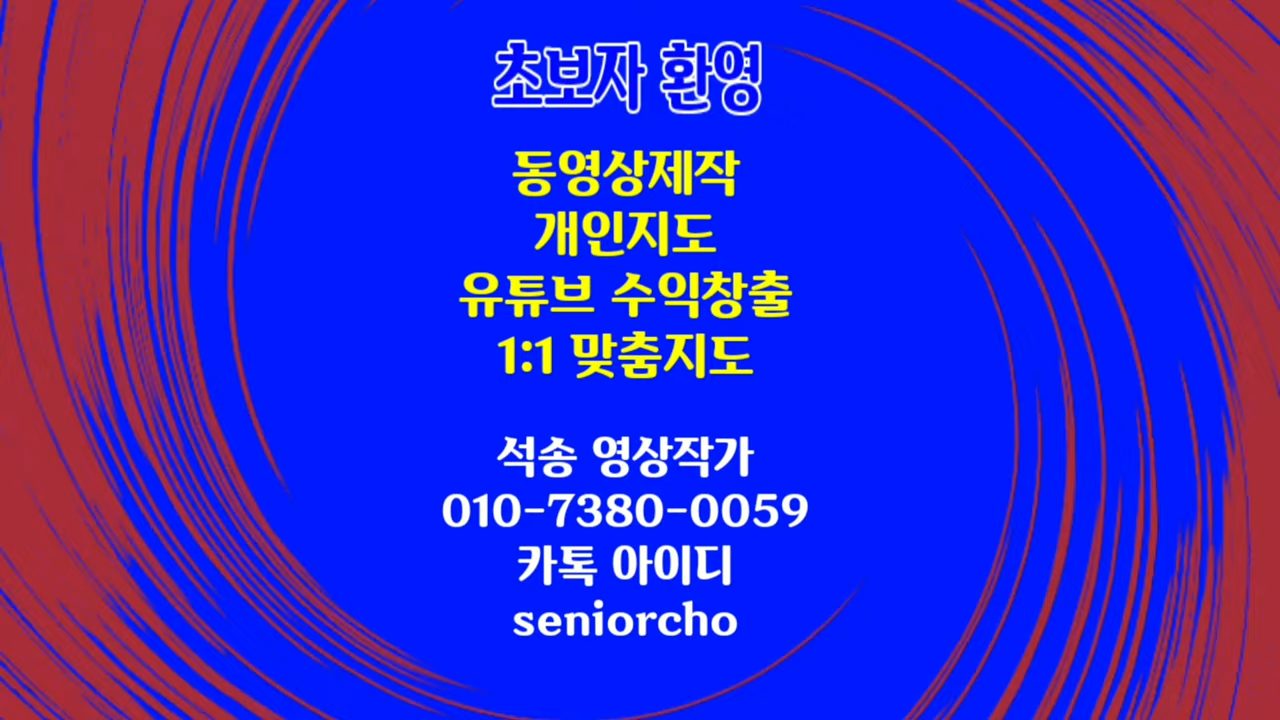 초보자 환영
동영상제작
개인지도
유튜브 수익창출
1:1 맞춤지도
석송 영상작가
010-7380-0059
카톡 아이디
seniorcho